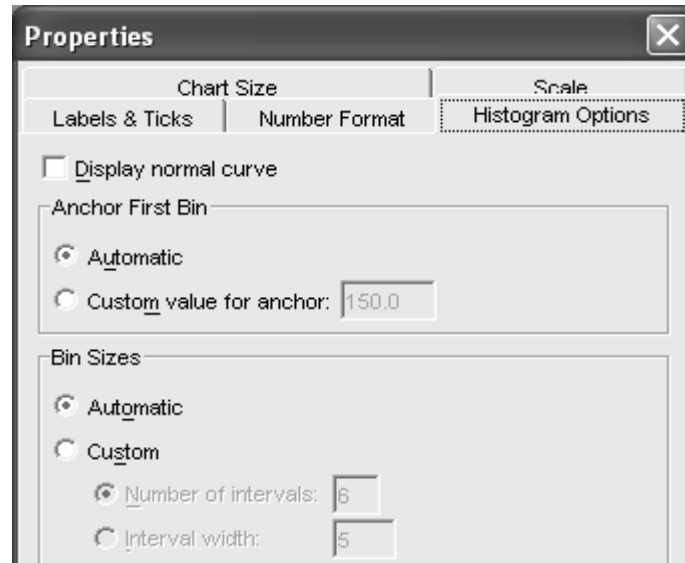 Properties
Chart Size Scale
Labels & Ticks Number Format Histogram Options
Display normal curve
Anchor First Bin
Automatic
Custom value for anchor: 150.0
Bin Sizes
Automatic
Custom
Number of intervals: 6
Interval width: 5